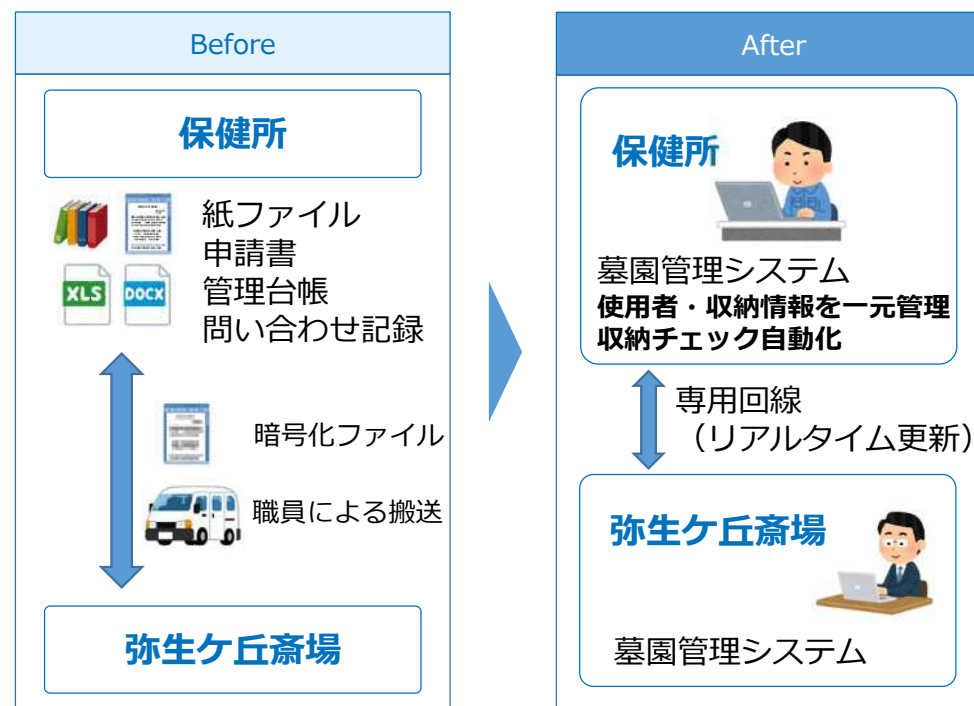 Before
保健所
紙ファイル
申請書
XLS
DOCX
管理台帳
問い合わせ記録
暗号化ファイル
職員による搬送
弥生ケ丘斎場
After
保健所
墓園管理システム
使用者・収納情報を一元管理
収納チェック自動化
専用回線
（リアルタイム更新）
弥生ケ丘斎場
墓園管理システム